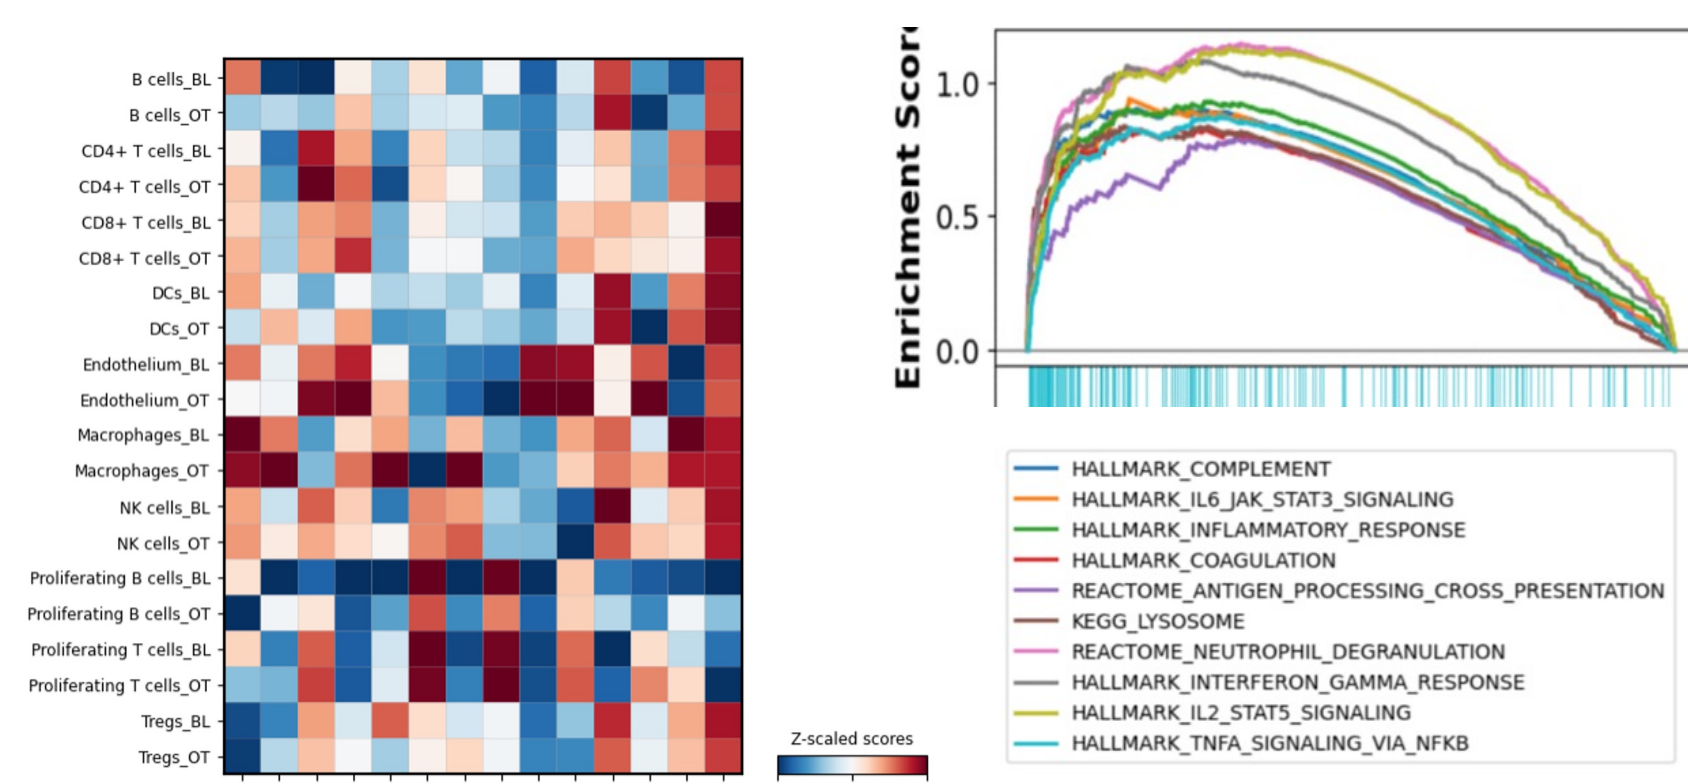 B cells_BL
B cells_OT
CD4+ T cells_BL
CD4+ T cells_OT
CD8+ T cells_BL
CD8+ T cells_OT
DCs_BL
DCs_OT
Endothelium_BL
Endothelium_OT
Macrophages_BL
Macrophages_OT
NK cells_BL
NK cells_OT
Proliferating B cells_BL
Proliferating B cells_OT
Proliferating T cells_BL
Proliferating T cells_OT
Tregs_BL
Tregs_OT
Z-scaled scores
Enrichment Score
1.0
0.5
0.0
HALLMARK_COMPLEMENT
HALLMARK_IL6_JAK_STAT3_SIGNALING
HALLMARK_INFLAMMATORY_RESPONSE
HALLMARK_COAGULATION
REACTOME_ANTIGEN_PROCESSING_CROSS_PRESENTATION
KEGG_LYSOSOME
REACTOME_NEUTROPHIL_DEGRANULATION
HALLMARK_INTERFERON_GAMMA_RESPONSE
HALLMARK_IL2_STAT5_SIGNALING
HALLMARK_TNFA_SIGNALING_VIA_NFKB